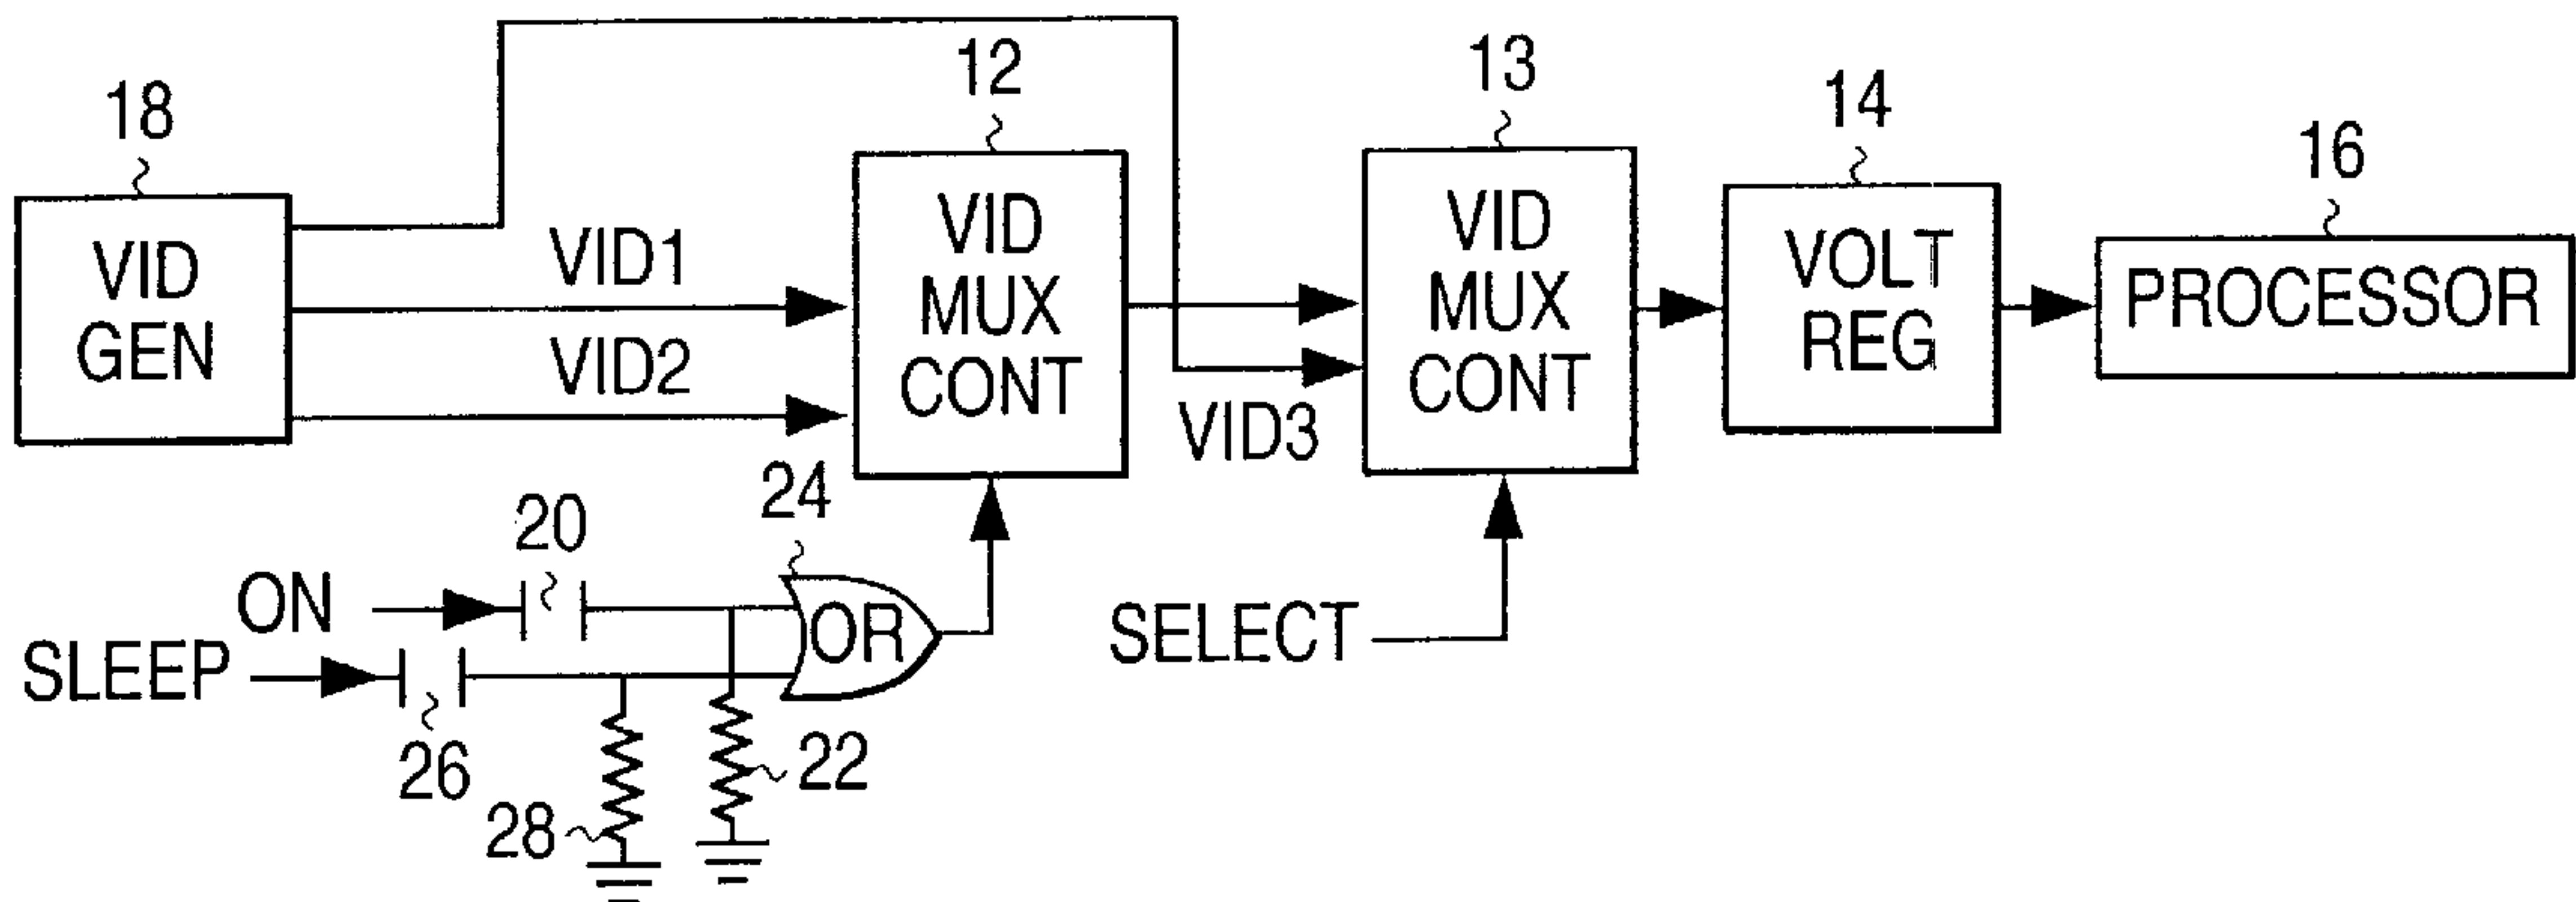 18
12
13
14
16
VID
GEN
VID1
VID2
VID
MUX
CONT
VID3
VID
MUX
CONT
VOLT
REG
PROCESSOR
24
20
ON
SLEEP
OR
SELECT
26
22
28